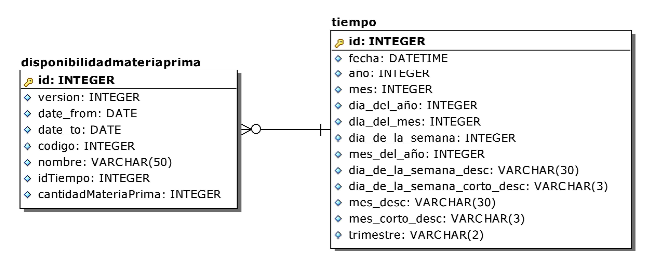 tiempo
id: INTEGER
fecha: DATETIME
año: INTEGER
mes: INTEGER
dia_del_año: INTEGER
dia_del_mes: INTEGER
dia_de_la_semana: INTEGER
mes_del_año: INTEGER
dia_de_la_semana_desc: VARCHAR(30)
dia_de_la_semana_corto_desc: VARCHAR(3)
mes_desc: VARCHAR(30)
mes_corto_desc: VARCHAR(3)
trimestre: VARCHAR(2)
disponibilidadmateriaprima
id: INTEGER
version: INTEGER
date_from: DATE
date_to: DATE
codigo: INTEGER
nombre: VARCHAR(50)
idTiempo: INTEGER
cantidadMateriaPrima: INTEGER